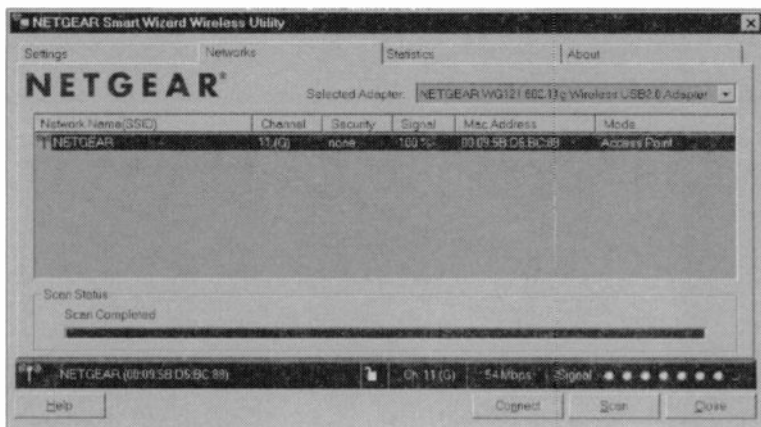 NETGEAR Smart Wizard Wireless Utility
Settings Networks Statistics About
NETGEAR®
Selected Adapter: NETGEAR WG121 802.11g Wireless USB2.0 Adapter
Network Name(SSID) Channel Security Signal Mac Address Mode
NETGEAR 11 (G) none 100 % 00:09:5B:D5:BC:89 Access Point
Scan Status
Scan Completed
NETGEAR (00:09:5B:D5:BC:89) Ch 11 (G) 54 Mbps Signal
Help Connect Scan Close